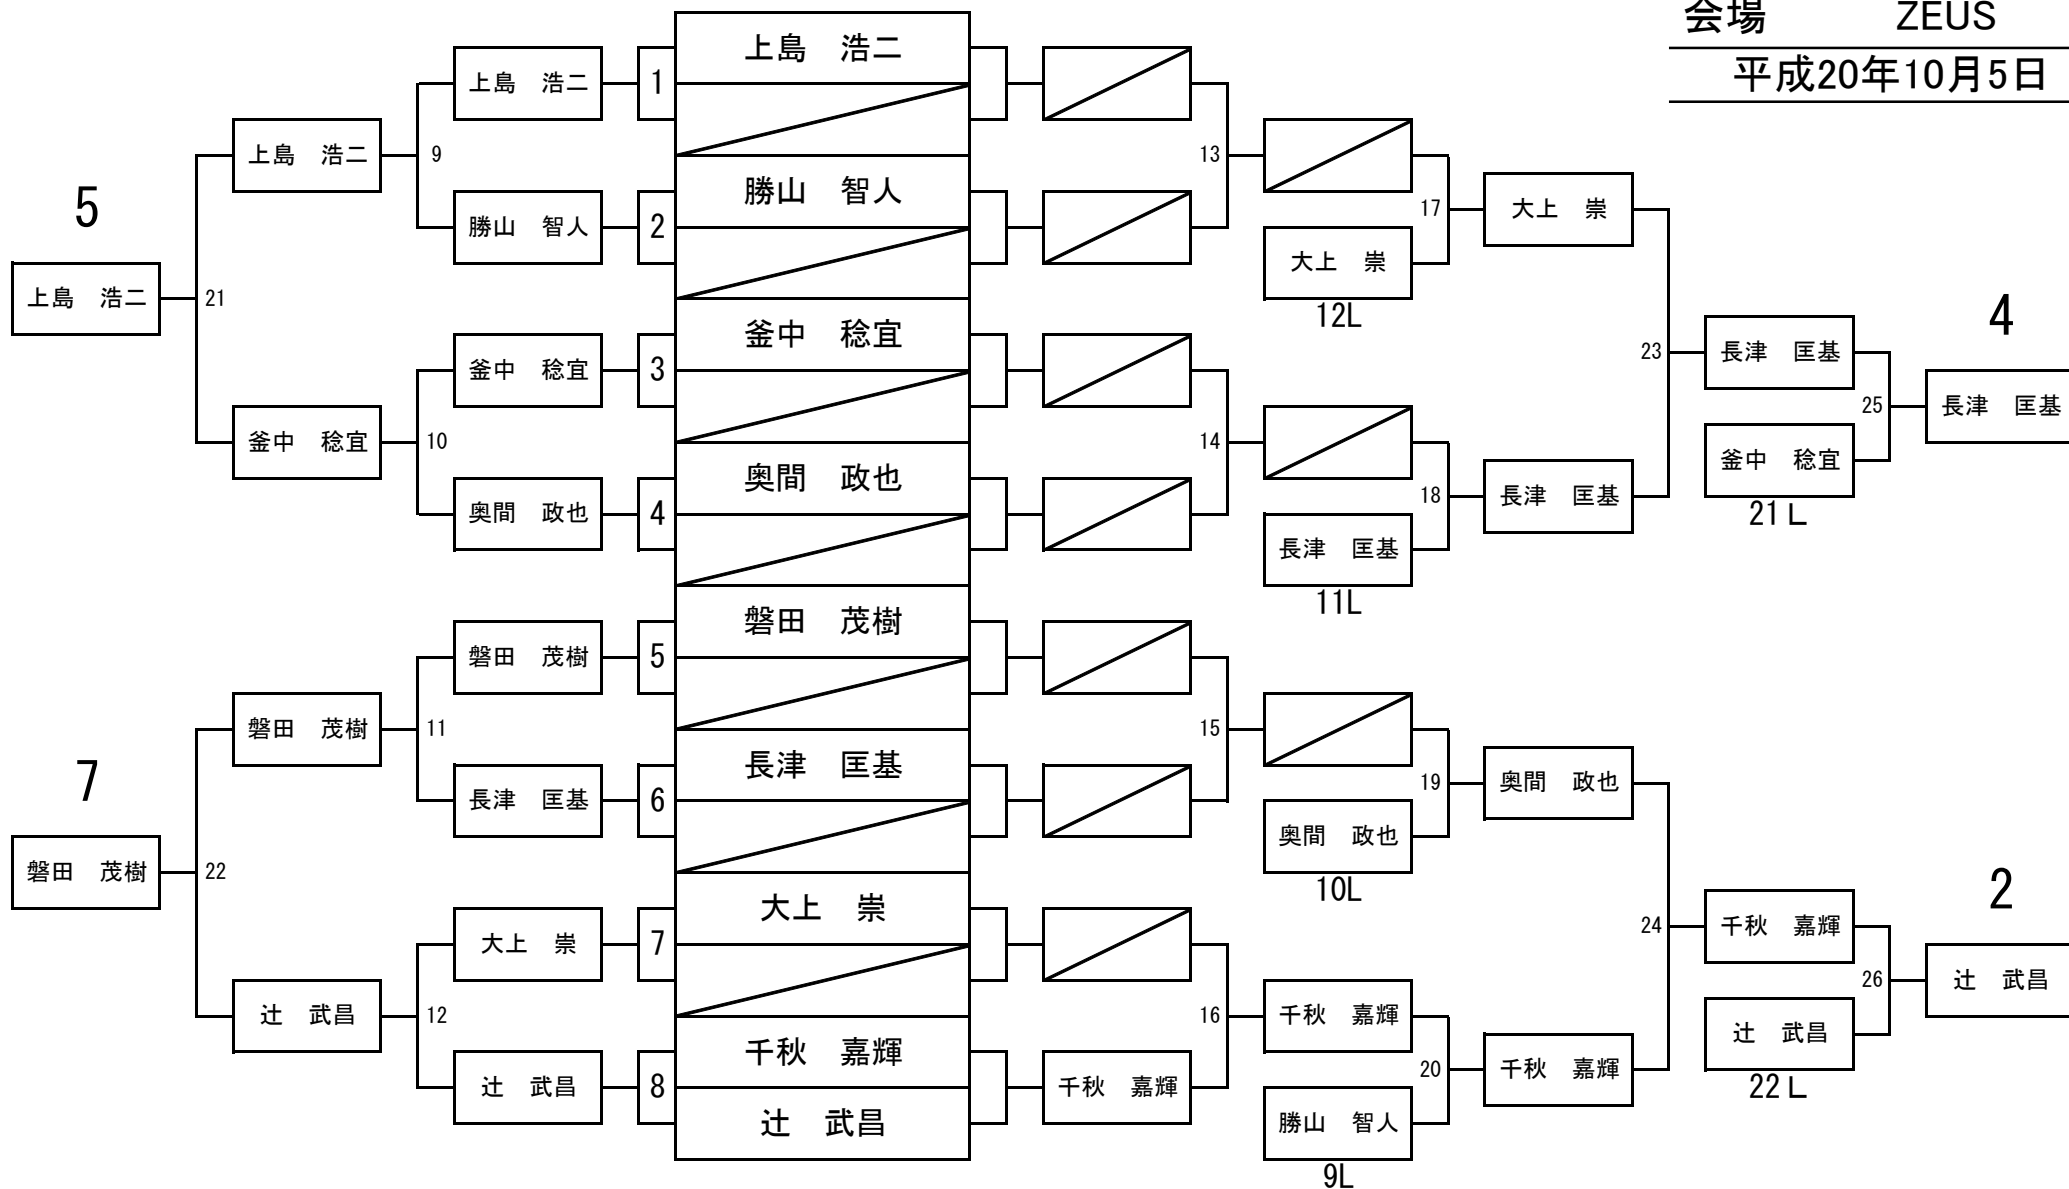 会場 ZEUS
平成20年10月5日
5
上島 浩二
21
7
磐田 茂樹
22
上島 浩二
9
釜中 稔宜
10
磐田 茂樹
11
辻 武昌
12
上島 浩二
1
勝山 智人
2
釜中 稔宜
3
奥間 政也
4
磐田 茂樹
5
長津 匡基
6
大上 崇
7
辻 武昌
8
上島 浩二
勝山 智人
釜中 稔宜
奥間 政也
磐田 茂樹
長津 匡基
大上 崇
千秋 嘉輝
辻 武昌
千秋 嘉輝
13
14
15
16
大上 崇
12L
長津 匡基
11L
奥間 政也
10L
千秋 嘉輝
勝山 智人
9L
17
18
19
20
大上 崇
長津 匡基
奥間 政也
千秋 嘉輝
23
24
長津 匡基
釜中 稔宜
21L
千秋 嘉輝
辻 武昌
22L
25
26
4
長津 匡基
2
辻 武昌